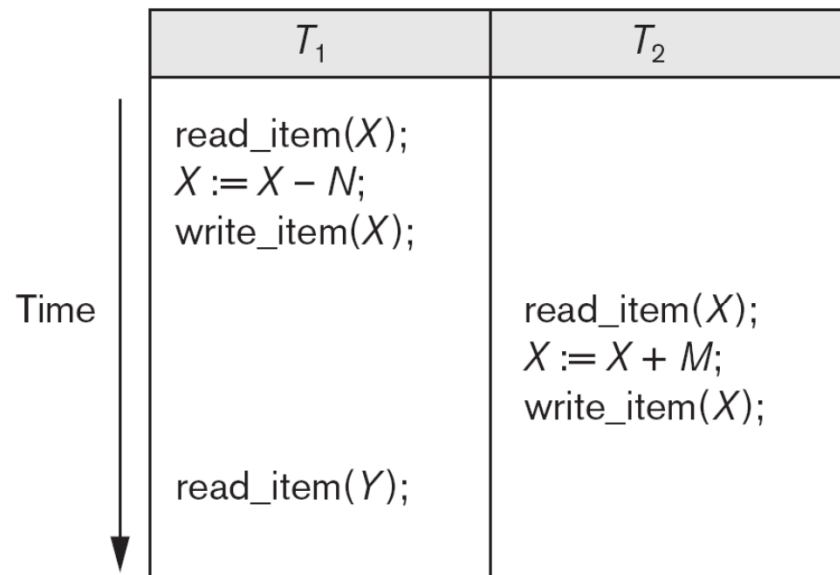 T₁ T₂
read_item(X);
X := X – N;
write_item(X);
Time
read_item(X);
X := X + M;
write_item(X);
read_item(Y);